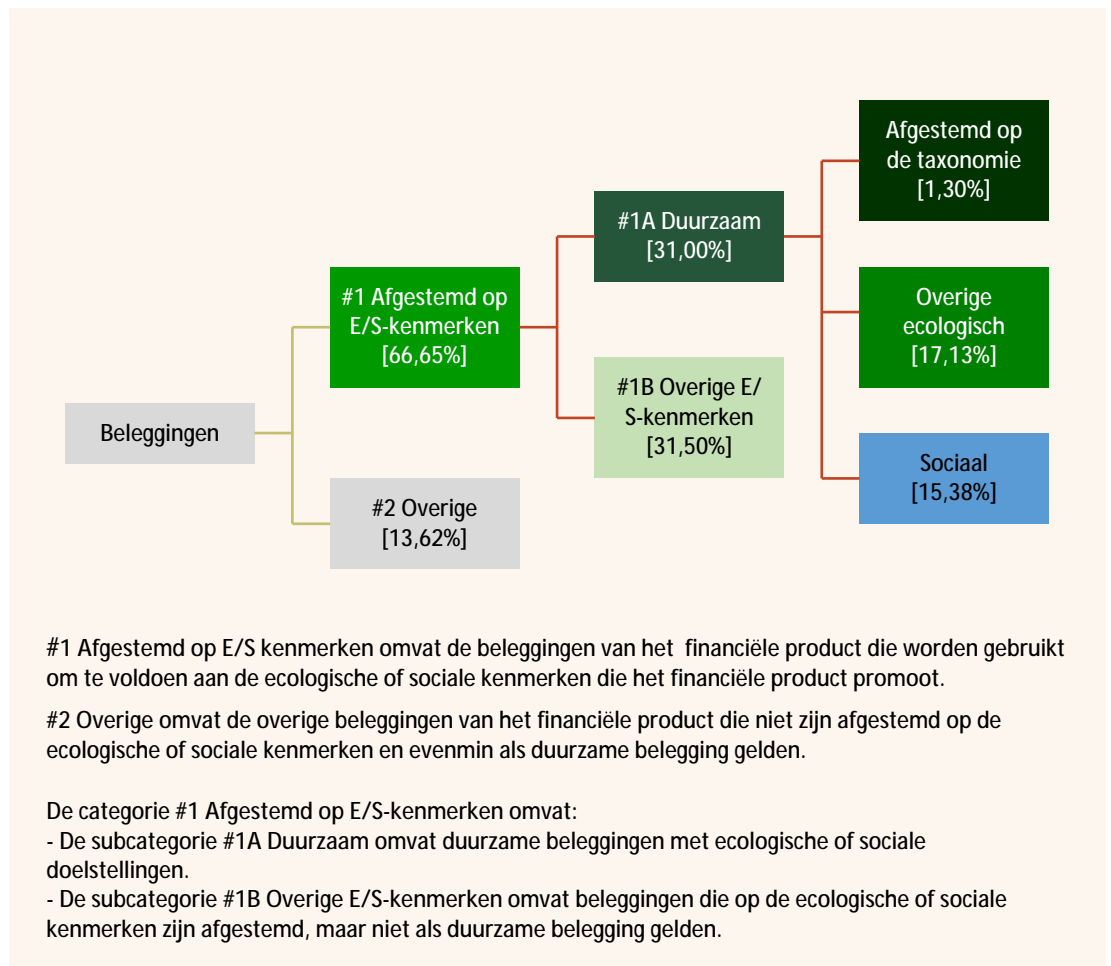 Beleggingen
#1 Afgestemd op
E/S-kenmerken
[66,65%]
#2 Overige
[13,62%]
#1A Duurzaam
[31,00%]
#1B Overige E/
S-kenmerken
[31,50%]
Afgestemd op
de taxonomie
[1,30%]
Overige
ecologisch
[17,13%]
Sociaal
[15,38%]
#1 Afgestemd op E/S kenmerken omvat de beleggingen van het financiële product die worden gebruikt
om te voldoen aan de ecologische of sociale kenmerken die het financiële product promoot.
#2 Overige omvat de overige beleggingen van het financiële product die niet zijn afgestemd op de
ecologische of sociale kenmerken en evenmin als duurzame belegging gelden.
De categorie #1 Afgestemd op E/S-kenmerken omvat:
- De subcategorie #1A Duurzaam omvat duurzame beleggingen met ecologische of sociale
doelstellingen.
- De subcategorie #1B Overige E/S-kenmerken omvat beleggingen die op de ecologische of sociale
kenmerken zijn afgestemd, maar niet als duurzame belegging gelden.